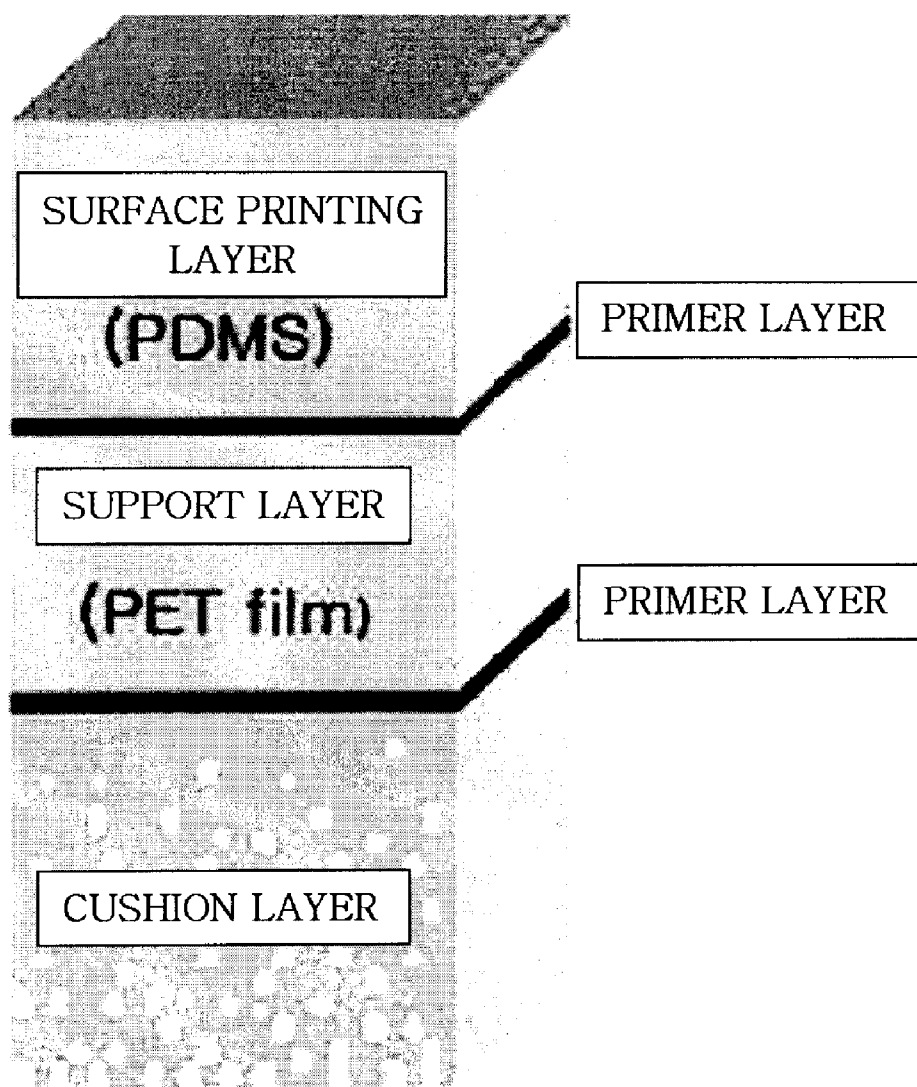 SURFACE PRINTING
LAYER
(PDMS)
PRIMER LAYER
SUPPORT LAYER
(PET film)
PRIMER LAYER
CUSHION LAYER